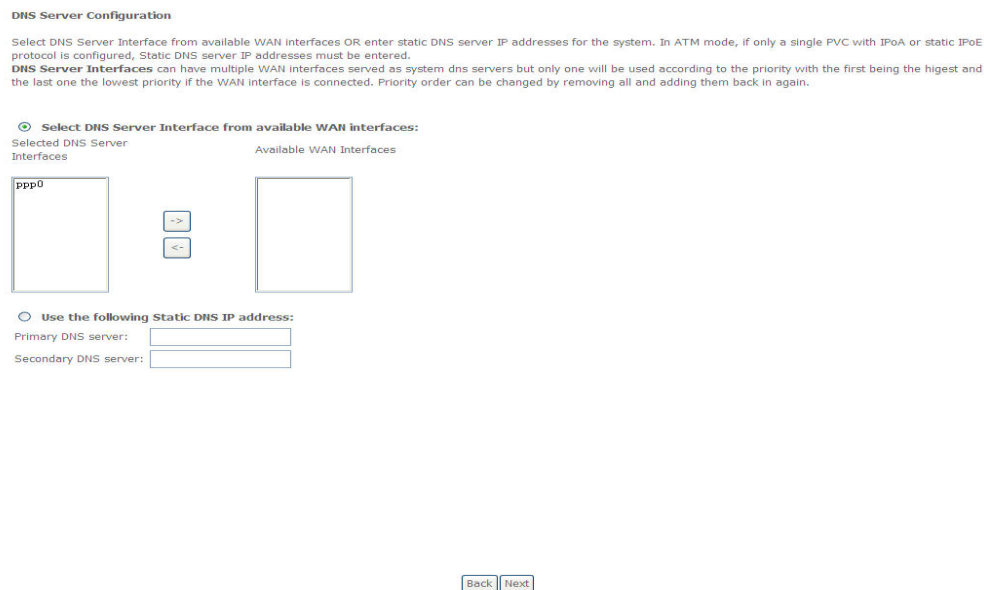 DNS Server Configuration
Select DNS Server Interface from available WAN interfaces OR enter static DNS server IP addresses for the system. In ATM mode, if only a single PVC with IPoA or static IPoE
protocol is configured, Static DNS server IP addresses must be entered.
DNS Server Interfaces can have multiple WAN interfaces served as system dns servers but only one will be used according to the priority with the first being the higest and
the last one the lowest priority if the WAN interface is connected. Priority order can be changed by removing all and adding them back in again.
Select DNS Server Interface from available WAN interfaces:
Selected DNS Server
Interfaces
Available WAN Interfaces
ppp0
->
<-
Use the following Static DNS IP address:
Primary DNS server:
Secondary DNS server:
Back Next